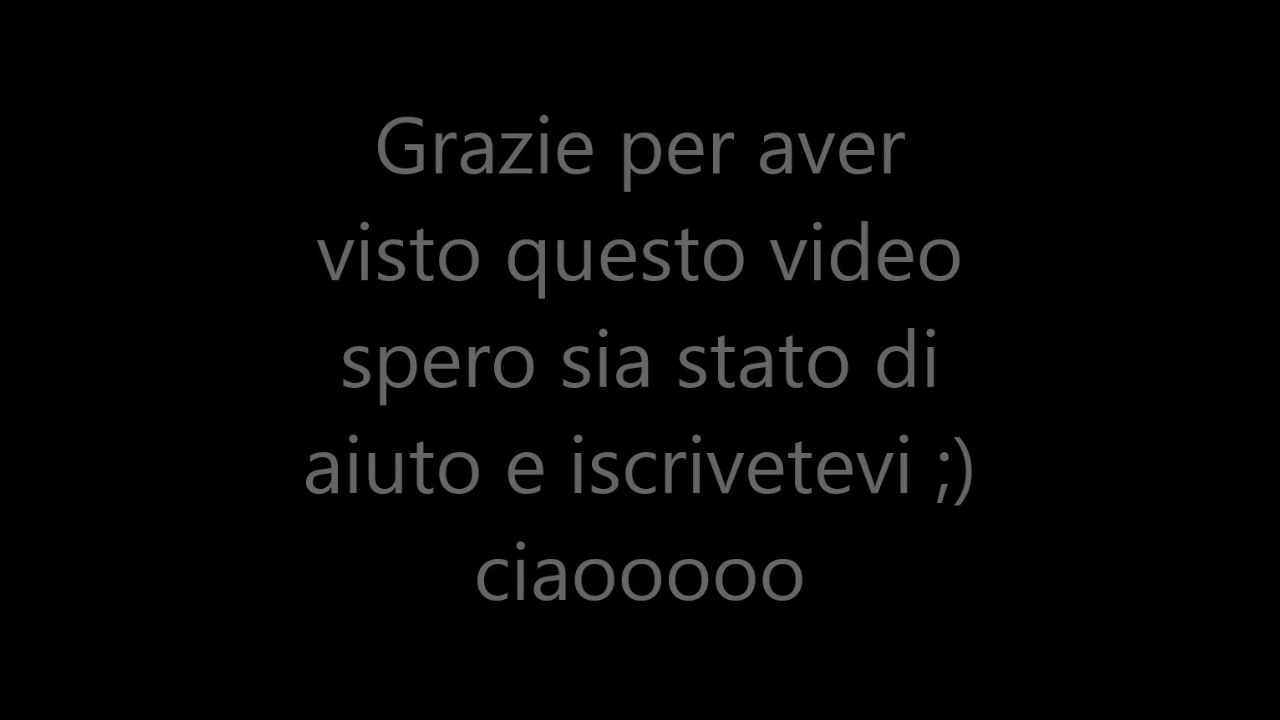 Grazie per aver
visto questo video
spero sia stato di
aiuto e iscrivetevi ;)
ciaooooo